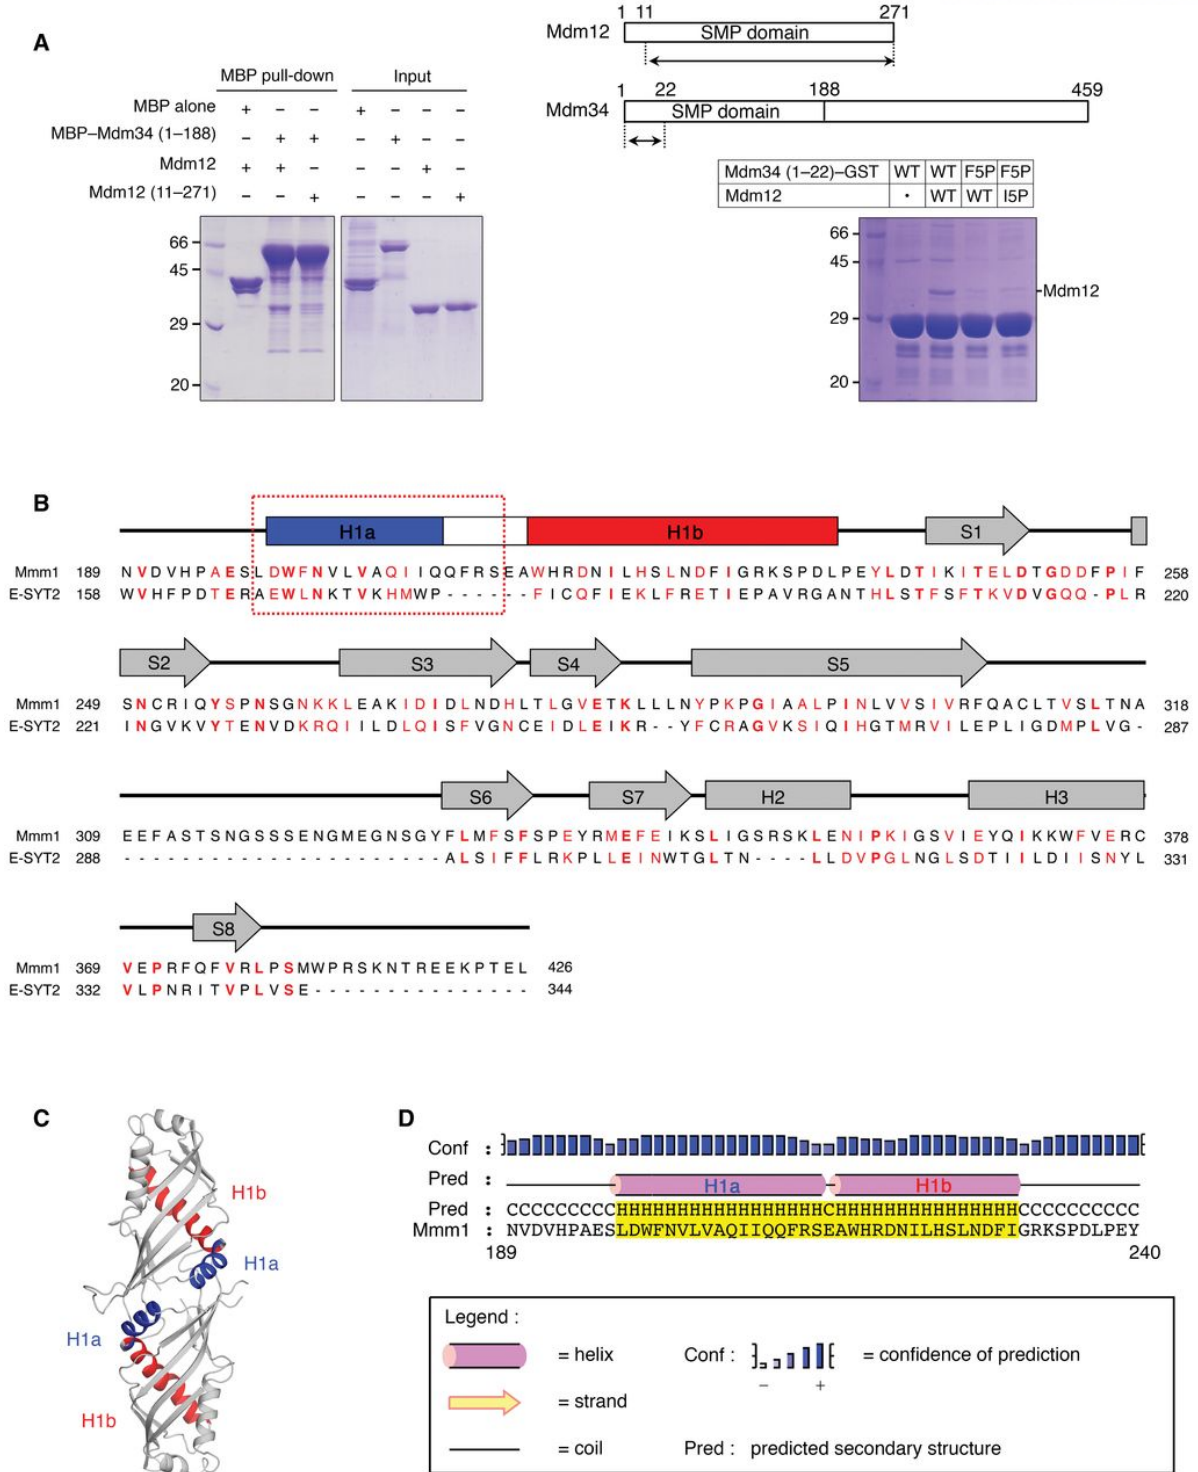 A
MBP pull-down Input
MBP alone + – – + – – –
MBP–Mdm34 (1–188) – + + – + – –
Mdm12 + + – – – + –
Mdm12 (11–271) – – + – – – +
66
45
29
20
1 11 271
Mdm12 SMP domain
1 22 188 459
Mdm34 SMP domain
Mdm34 (1–22)–GST WT WT F5P F5P
Mdm12 · WT WT I5P
66
45
29
20
Mdm12
B
H1a H1b S1
Mmm1 189 NVDVHPAESLDWFNVLVAQIIQQFRSEAWHRDNILHSLNDFIGRKSPDLPEYLDTIKITELDTGDDFPIF 258
E-SYT2 158 WVHFPDTERAEWLNKTVKHMWP------FICQFIEKLFRETIEPAVRGANTHLSTFSFTKVDVGQQ-PLR 220
S2 S3 S4 S5
Mmm1 249 SNCRIQYSPNSGNKKLEAKIDIDLNDHLTLGVETKLLLNYPKPGIAALPINLVVSIVRFQACLTVSLTNA 318
E-SYT2 221 INGVKVYTENVDKRQIILDLQISFVGNCEIDLEIKR--YFCRAGVKSIQIHGTMRVILEPLIGDMPLVG- 287
S6 S7 H2 H3
Mmm1 309 EEFASTSNGSSSENGMEGNSGYFLMFSFSPEYRMEFEIKSLIGSRSKLENIPKIGSVIEYQIKKWFVERC 378
E-SYT2 288 ----------------------ALSIFFLRKPLLEINWTGLTN----LLDVPGLNGLSDTIILDIISNYL 331
S8
Mmm1 369 VEPRFQFVRLPSMWPRSKNTREEKPTEL 426
E-SYT2 332 VLPNRITVPLVSE--------------- 344
C
H1b
H1a
H1a
H1b
D
Conf :
Pred : H1a H1b
Pred : CCCCCCCCCHHHHHHHHHHHHHHHHHCHHHHHHHHHHHHHHHCCCCCCCCCC
Mmm1 : NVDVHPAESLDWFNVLVAQIIQQFRSEAWHRDNILHSLNDFIGRKSPDLPEY
189 240
Legend :
= helix Conf : – + = confidence of prediction
= strand
= coil Pred : predicted secondary structure